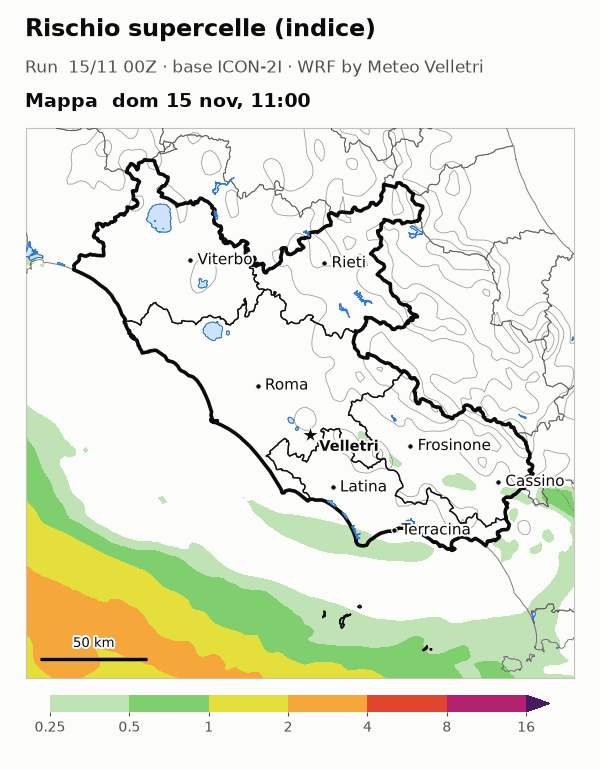 Rischio supercelle (indice)
Run 15/11 00Z · base ICON-2I · WRF by Meteo Velletri
Mappa dom 15 nov, 11:00
Viterbo
Rieti
Roma
Velletri
Frosinone
Latina
Cassino
Terracina
50 km
0.25 0.5 1 2 4 8 16